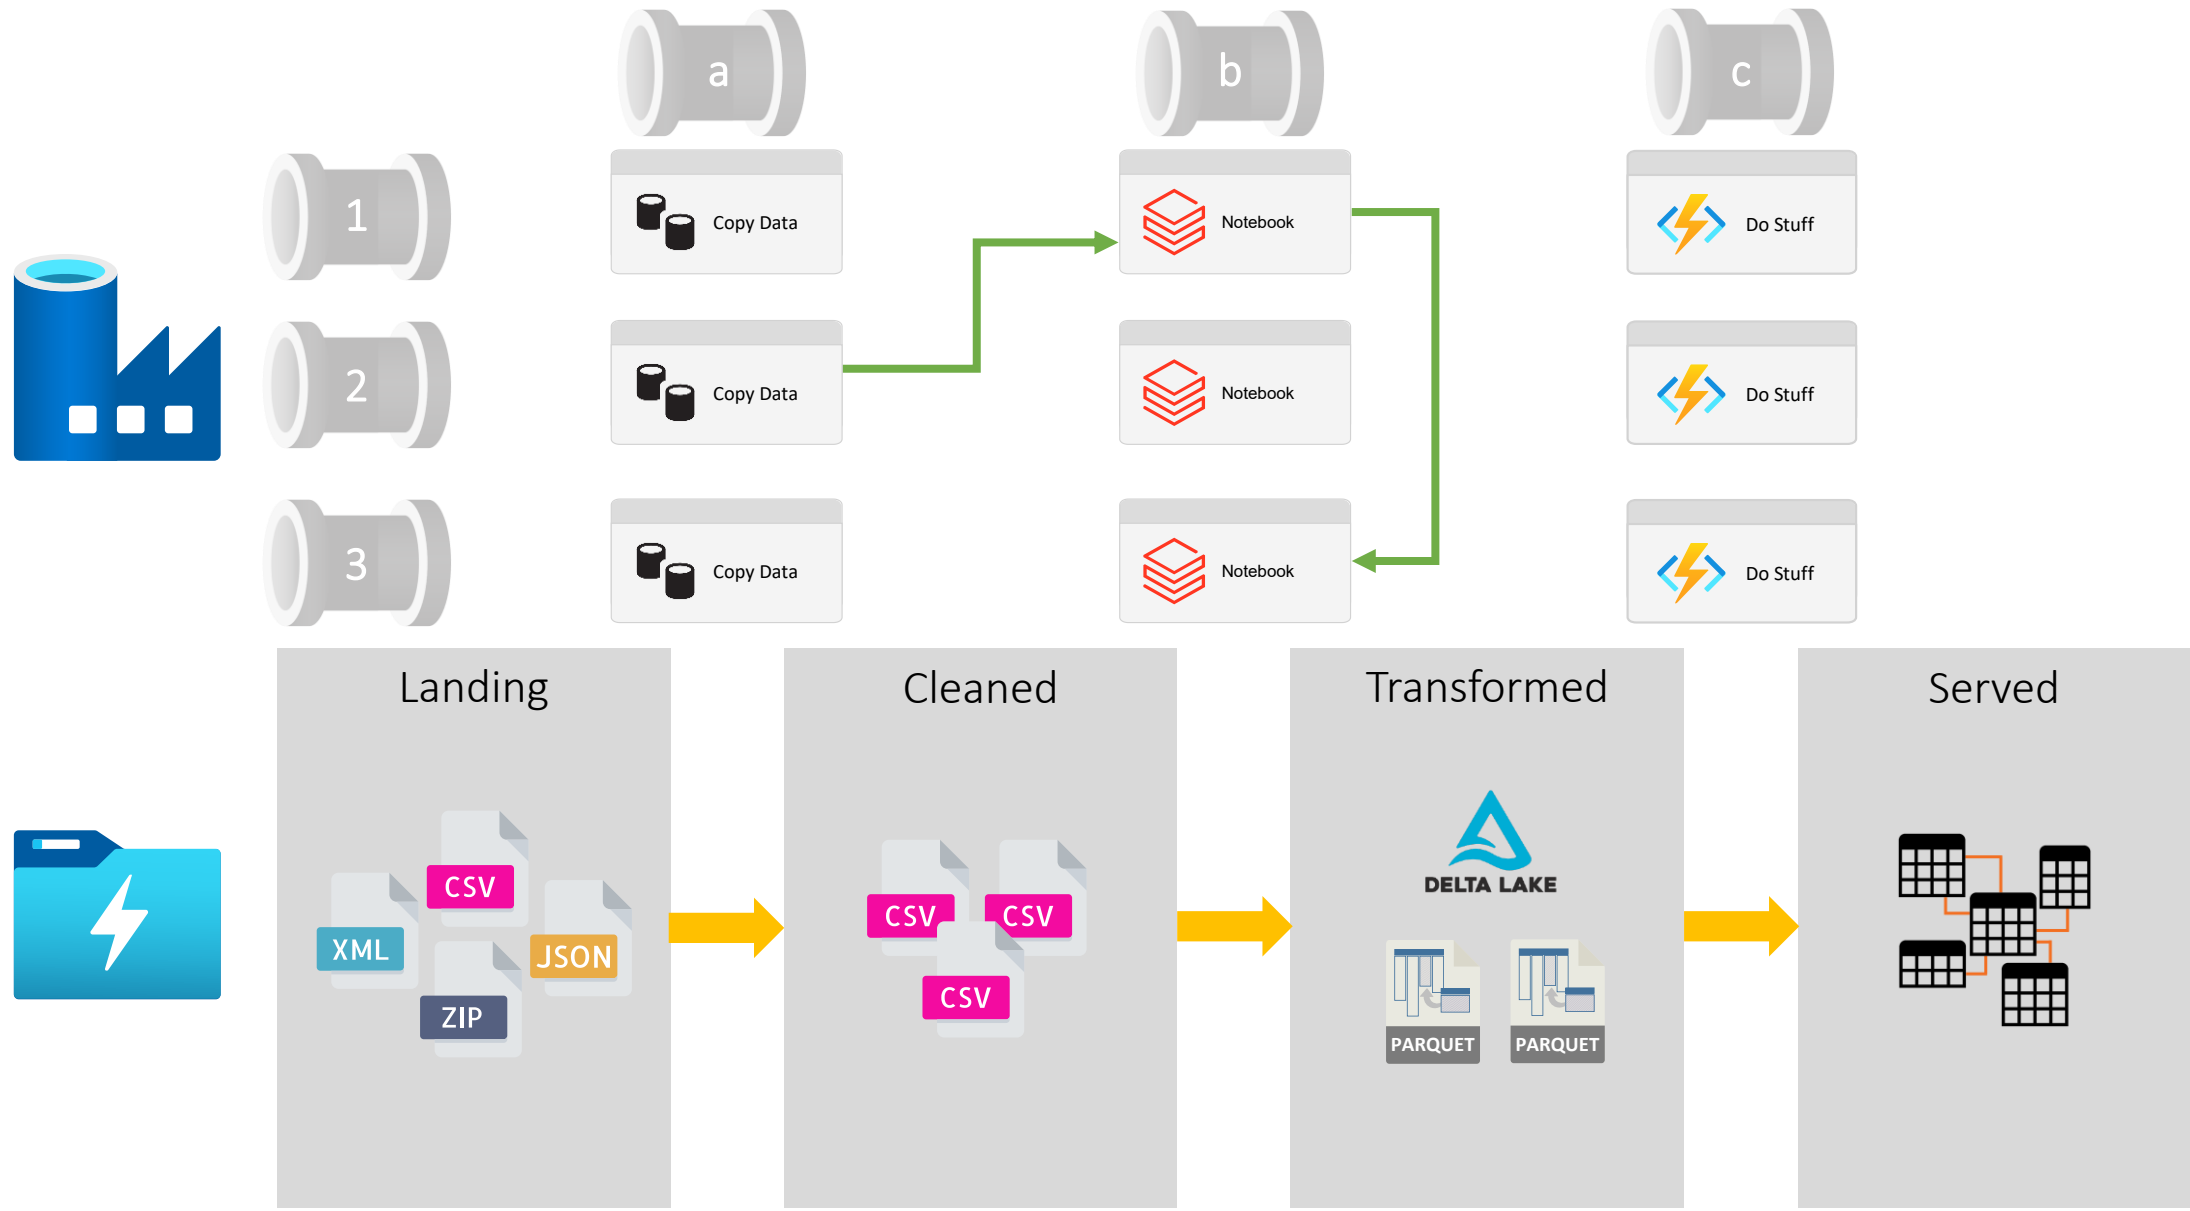 a
b
c
1
Copy Data
Notebook
Do Stuff
2
Copy Data
Notebook
Do Stuff
3
Copy Data
Notebook
Do Stuff
Landing
Cleaned
Transformed
Served
CSV
XML
JSON
ZIP
CSV
CSV
CSV
DELTA LAKE
PARQUET
PARQUET